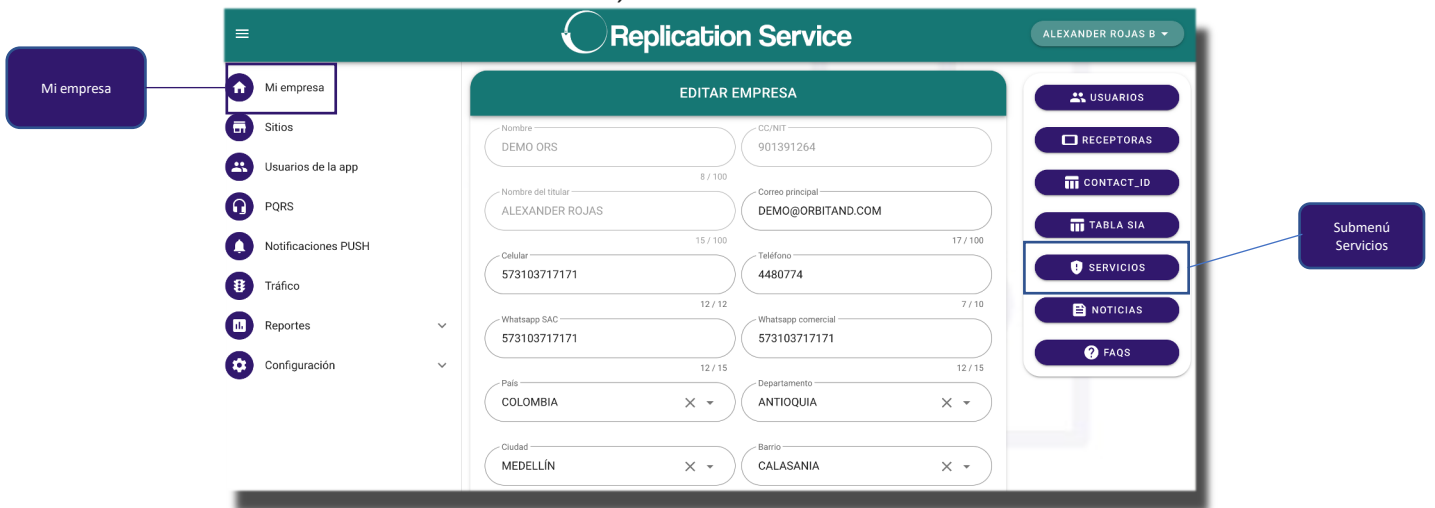 Replication Service
ALEXANDER ROJAS B
Mi empresa
Mi empresa
Sitios
Usuarios de la app
PQRS
Notificaciones PUSH
Tráfico
Reportes
Configuración
EDITAR EMPRESA
Nombre
DEMO ORS
8 / 100
CC/NIT
901391264
Nombre del titular
ALEXANDER ROJAS
15 / 100
Correo principal
DEMO@ORBITAND.COM
17 / 100
Celular
573103717171
12 / 12
Teléfono
4480774
7 / 10
Whatsapp SAC
573103717171
12 / 15
Whatsapp comercial
573103717171
12 / 15
País
COLOMBIA
Departamento
ANTIOQUIA
Ciudad
MEDELLÍN
Barrio
CALASANIA
USUARIOS
RECEPTORAS
CONTACT_ID
TABLA SIA
SERVICIOS
NOTICIAS
FAQS
Submenú
Servicios